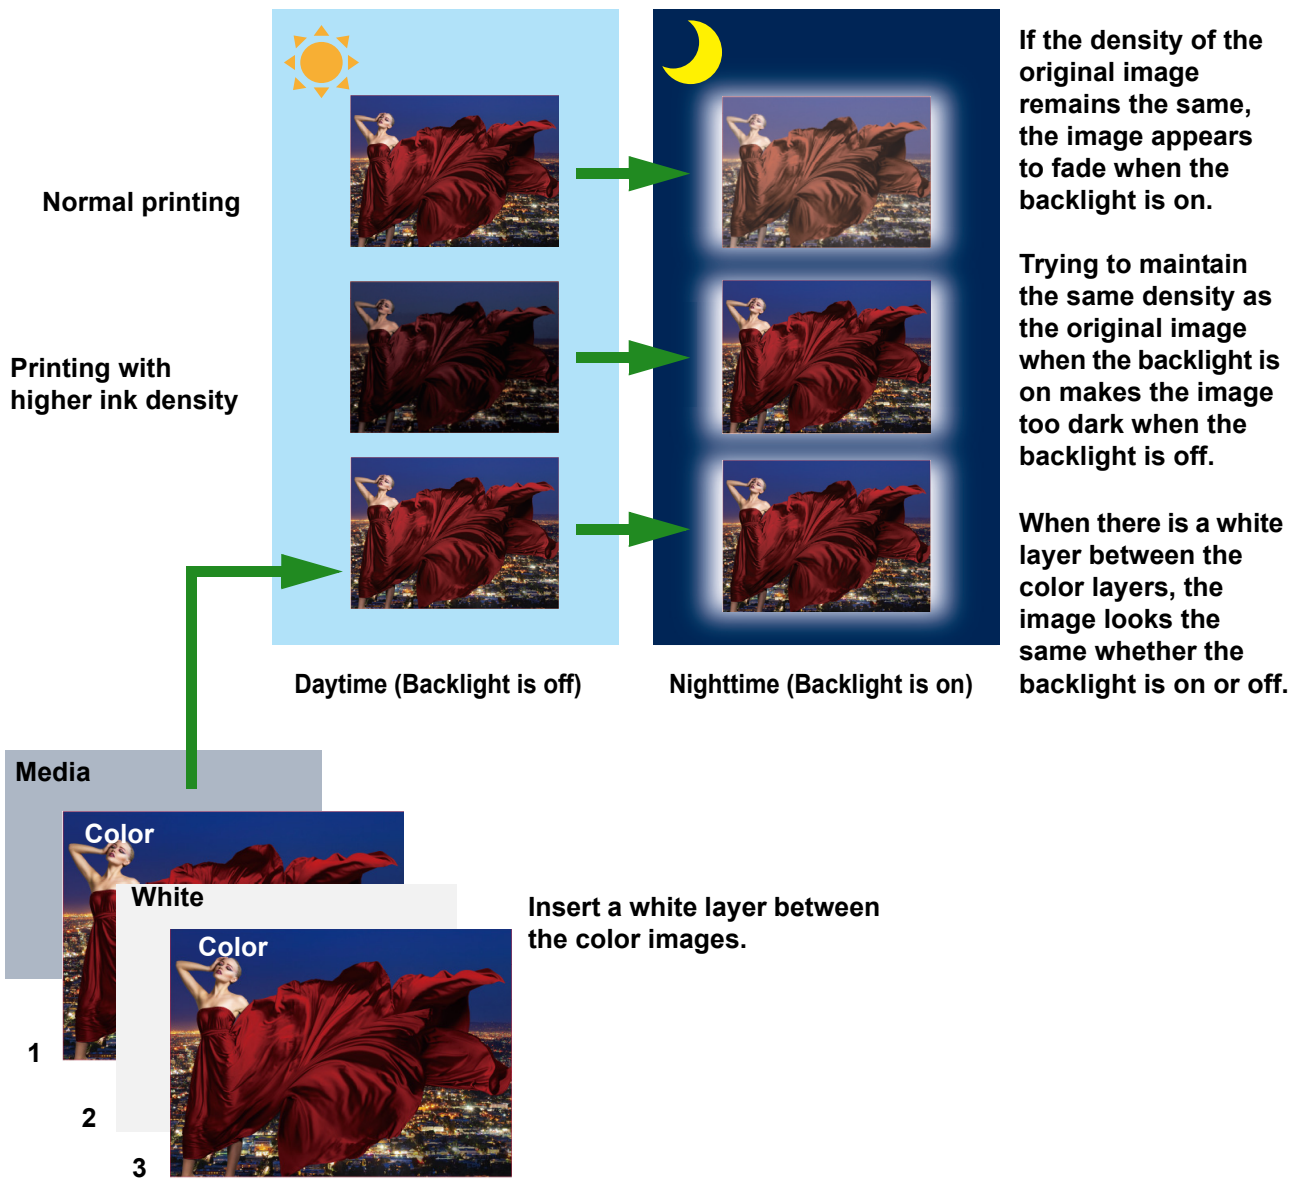 If the density of the
original image
remains the same,
the image appears
to fade when the
backlight is on.
Normal printing
Trying to maintain
the same density as
the original image
when the backlight is
on makes the image
too dark when the
backlight is off.
Printing with
higher ink density
When there is a white
layer between the
color layers, the
image looks the
same whether the
backlight is on or off.
Daytime (Backlight is off)
Nighttime (Backlight is on)
Media
Color
White
Color
Insert a white layer between
the color images.
1
2
3